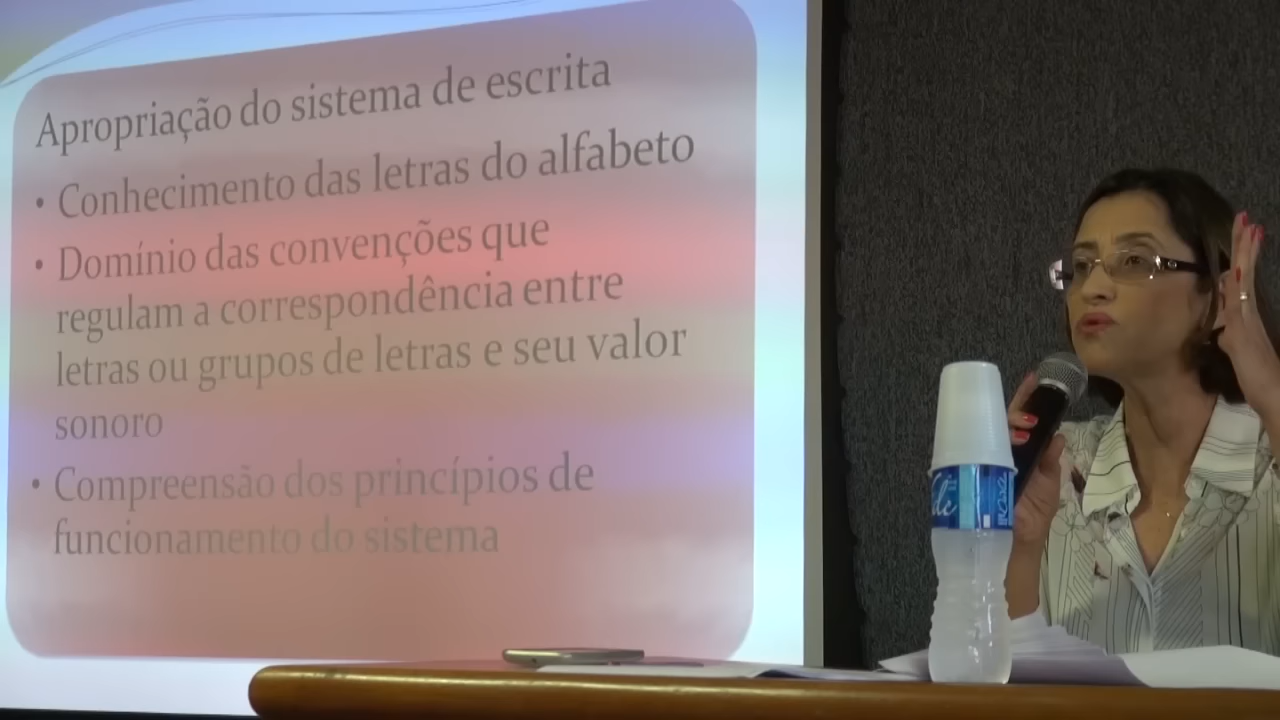 Apropriação do sistema de escrita
• Conhecimento das letras do alfabeto
• Domínio das convenções que
regulam a correspondência entre
letras ou grupos de letras e seu valor
sonoro
• Compreensão dos princípios de
funcionamento do sistema